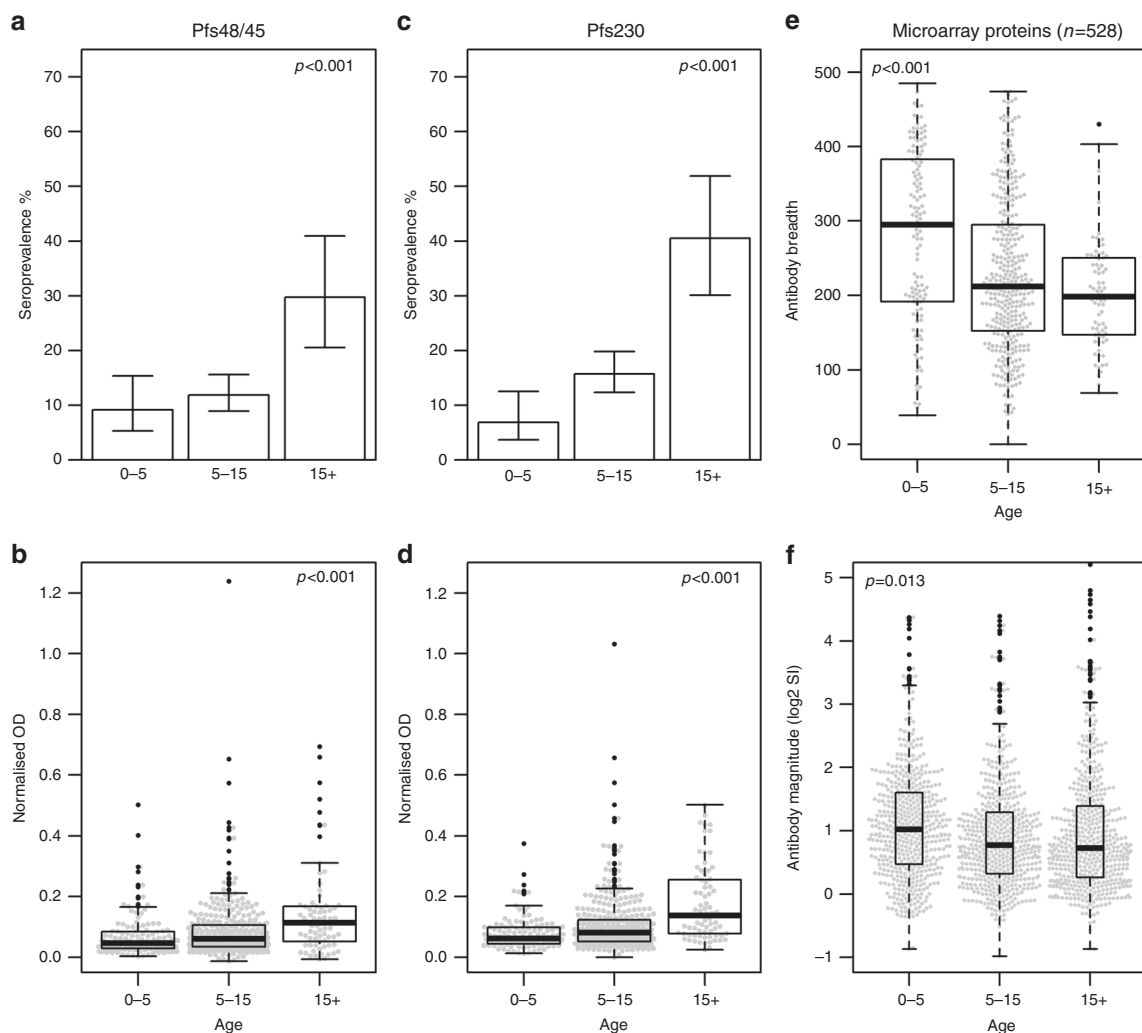 a
Pfs48/45
p<0.001
Seroprevalence %
70
60
50
40
30
20
10
0
0–5
5–15
15+
c
Pfs230
p<0.001
Seroprevalence %
70
60
50
40
30
20
10
0
0–5
5–15
15+
e
Microarray proteins (n=528)
p<0.001
Antibody breadth
500
400
300
200
100
0
0–5
5–15
15+
Age
b
p<0.001
Normalised OD
1.2
1.0
0.8
0.6
0.4
0.2
0.0
0–5
5–15
15+
Age
d
p<0.001
Normalised OD
1.2
1.0
0.8
0.6
0.4
0.2
0.0
0–5
5–15
15+
Age
f
p=0.013
Antibody magnitude (log2 SI)
5
4
3
2
1
0
–1
0–5
5–15
15+
Age